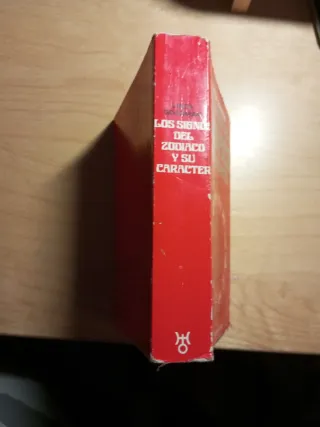 LOS SIGNOS
DEL
ZODIACO
Y SU
CARACTER